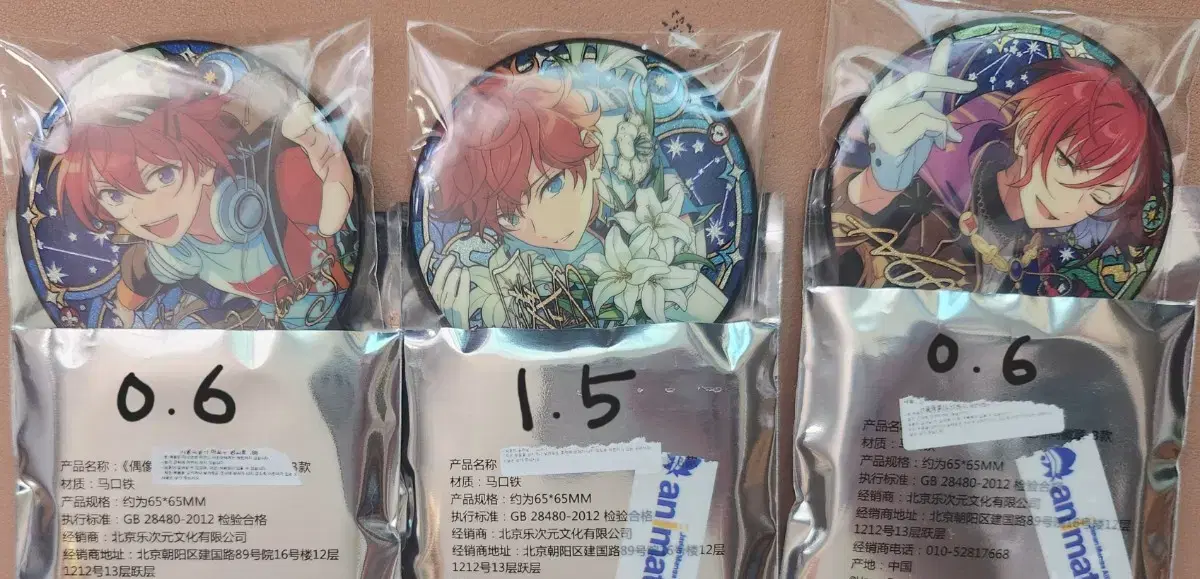 0.6
产品名称：《偶像
3款
材质：马口铁
产品规格：约为65*65MM
执行标准：GB 28480-2012 检验合格
经销商：北京乐次元文化有限公司
经销商地址：北京朝阳区建国路89号院16号楼12层
1212号13层跃层
1.5
产品名称
材质：马口铁
产品规格：约为65*65MM
执行标准：GB 28480-2012 检验合
经销商：北京乐次元文化有限公司
经销商地址：北京朝阳区建国路89号 16号楼12层
1212号13层跃层
animate
0.6
产品名
3款
材质：马
产品规格：约为65*65MM
执行标准：GB 28480-2012 检验合格
经销商：北京乐次元文化有限公司
经销商地址：北京朝阳区建国路89号院16号楼12层
1212号13层跃层
经销商电话：010-52817668
产地：中国
animat